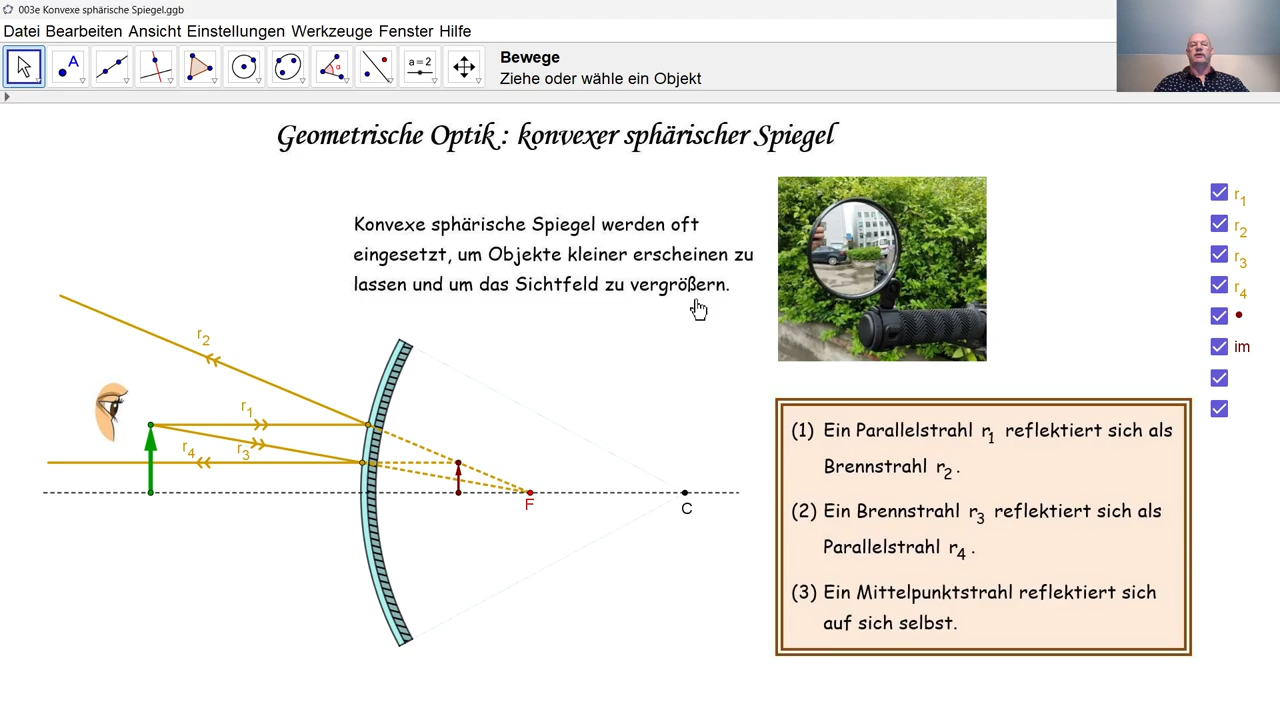 003e Konvexe sphärische Spiegel.ggb
Datei Bearbeiten Ansicht Einstellungen Werkzeuge Fenster Hilfe
A
α
a = 2
Bewege
Ziehe oder wähle ein Objekt
Geometrische Optik : konvexer sphärischer Spiegel
Konvexe sphärische Spiegel werden oft
eingesetzt, um Objekte kleiner erscheinen zu
lassen und um das Sichtfeld zu vergrößern.
r2
r1
r4
r3
F
C
(1) Ein Parallelstrahl r1 reflektiert sich als
Brennstrahl r2 .
(2) Ein Brennstrahl r3 reflektiert sich als
Parallelstrahl r4 .
(3) Ein Mittelpunktstrahl reflektiert sich
auf sich selbst.
r1
r2
r3
r4
im